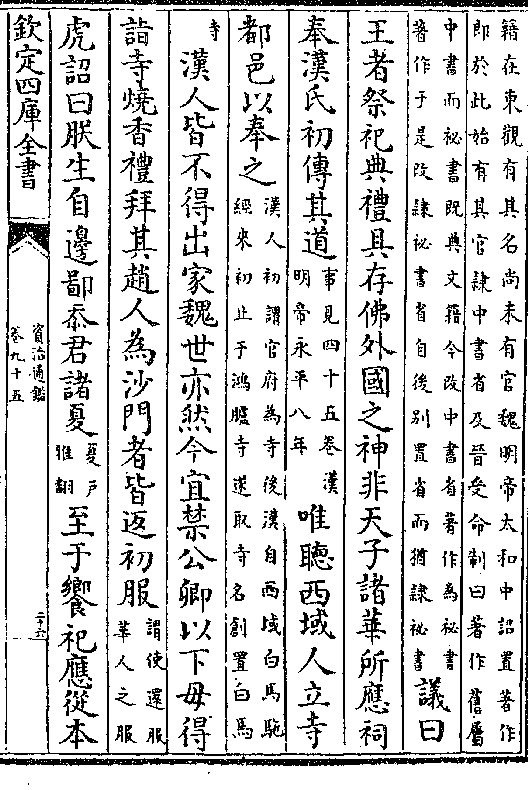 籍在東觀有其名尚未有官魏明帝太和中詔置著作
即於此始有其官隷中書省及晉受命制曰著作舊屬
中書而祕書既典文籍今改中書省著作為祕書
著作于是改隷祕書省自後别置省而猶隷祕書
議曰
王者祭祀典禮具存佛外國之神非天子諸華所應祠
奉漢氏初傳其道
事見四十五卷漢
明帝永平八年
唯聽西域人立寺
都邑以奉之
漢人初謂官府為寺後漢自西域白馬馳
經來初止于鴻臚寺遂取寺名創置白馬
寺
漢人皆不得出家魏世亦然今宜禁公卿以下毋得
詣寺燒香禮拜其趙人為沙門者皆返初服
謂使還服
華人之服
虎詔曰朕生自邊鄙忝君諸夏
夏戶
雅翻
至于饗祀應從本
欽定四庫全書
資治通鑑
卷九十五
二十六